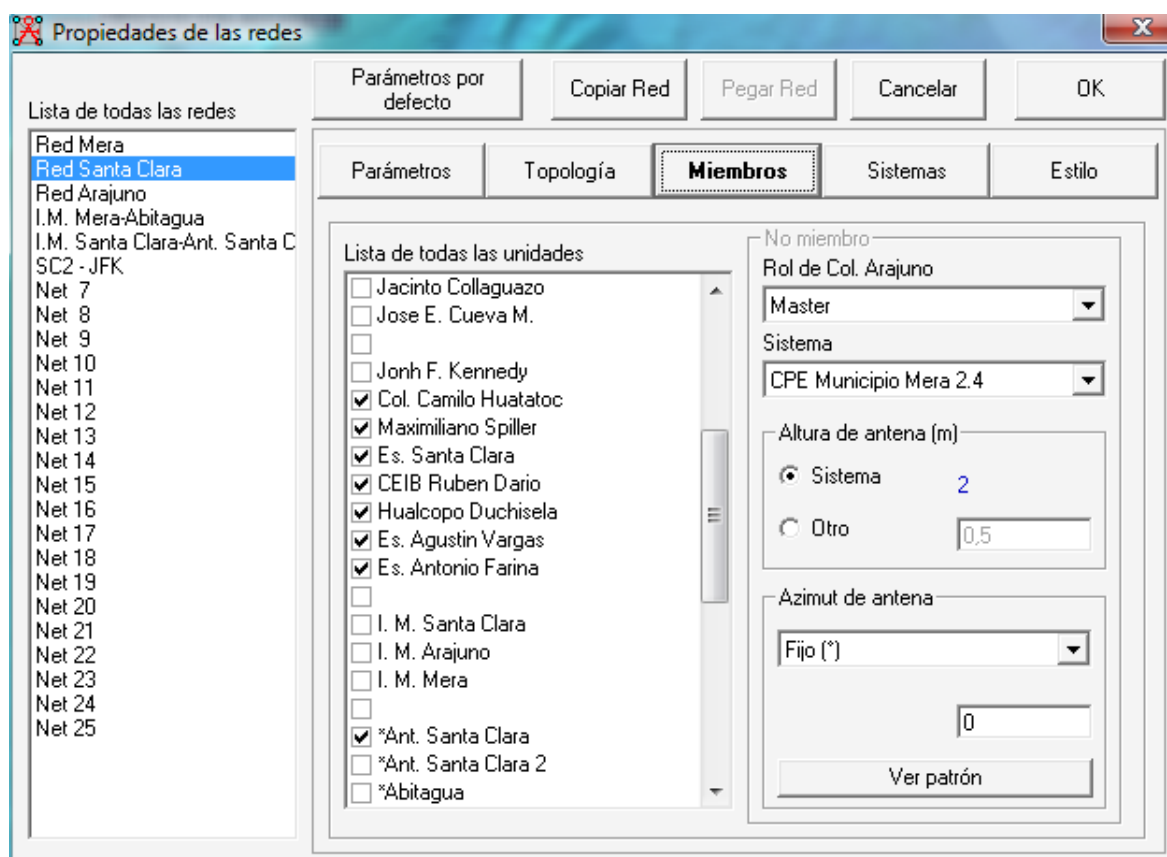 Propiedades de las redes
Lista de todas las redes
Red Mera
Red Santa Clara
Red Arajuno
I.M. Mera-Abitagua
I.M. Santa Clara-Ant. Santa C
SC2 - JFK
Net 7
Net 8
Net 9
Net 10
Net 11
Net 12
Net 13
Net 14
Net 15
Net 16
Net 17
Net 18
Net 19
Net 20
Net 21
Net 22
Net 23
Net 24
Net 25
Parámetros por
defecto
Copiar Red
Pegar Red
Cancelar
OK
Parámetros
Topología
Miembros
Sistemas
Estilo
Lista de todas las unidades
Jacinto Collaguazo
Jose E. Cueva M.
Jonh F. Kennedy
Col. Camilo Huatatoc
Maximiliano Spiller
Es. Santa Clara
CEIB Ruben Dario
Hualcopo Duchisela
Es. Agustin Vargas
Es. Antonio Farina
I. M. Santa Clara
I. M. Arajuno
I. M. Mera
*Ant. Santa Clara
*Ant. Santa Clara 2
*Abitagua
No miembro
Rol de Col. Arajuno
Master
Sistema
CPE Municipio Mera 2.4
Altura de antena (m)
Sistema 2
Otro 0,5
Azimut de antena
Fijo (*)
0
Ver patrón